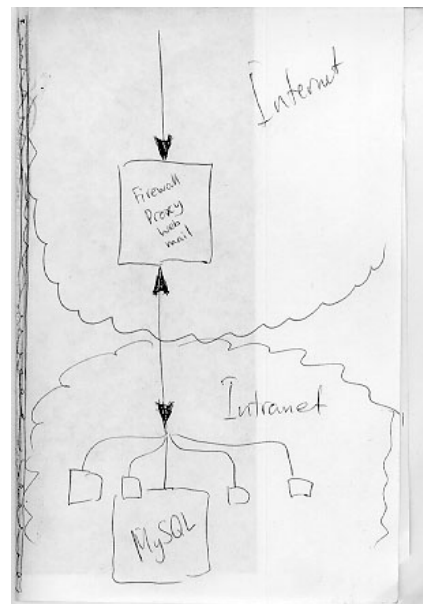 Internet
Firewall
Proxy
web
mail
Intranet
MySQL